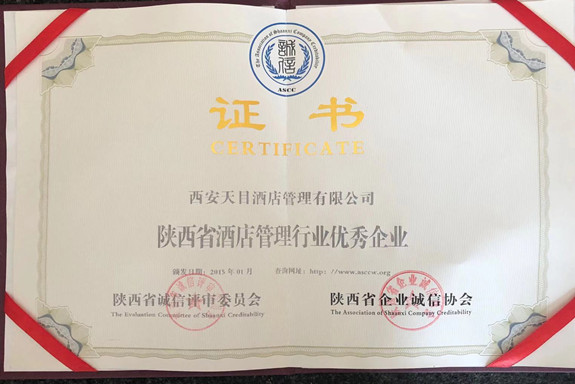 The Association of Shaanxi Company Creditability
誠信
ASCC
证书
CERTIFICATE
西安天目酒店管理有限公司
陕西省酒店管理行业优秀企业
颁发日期：2015年01月 查询网址：http://www.asccw.org
陕西省诚信评审委员会 陕西省企业诚信协会
The Evaluation Committee of Shaanxi Creditability The Association of Shaanxi Company Creditability